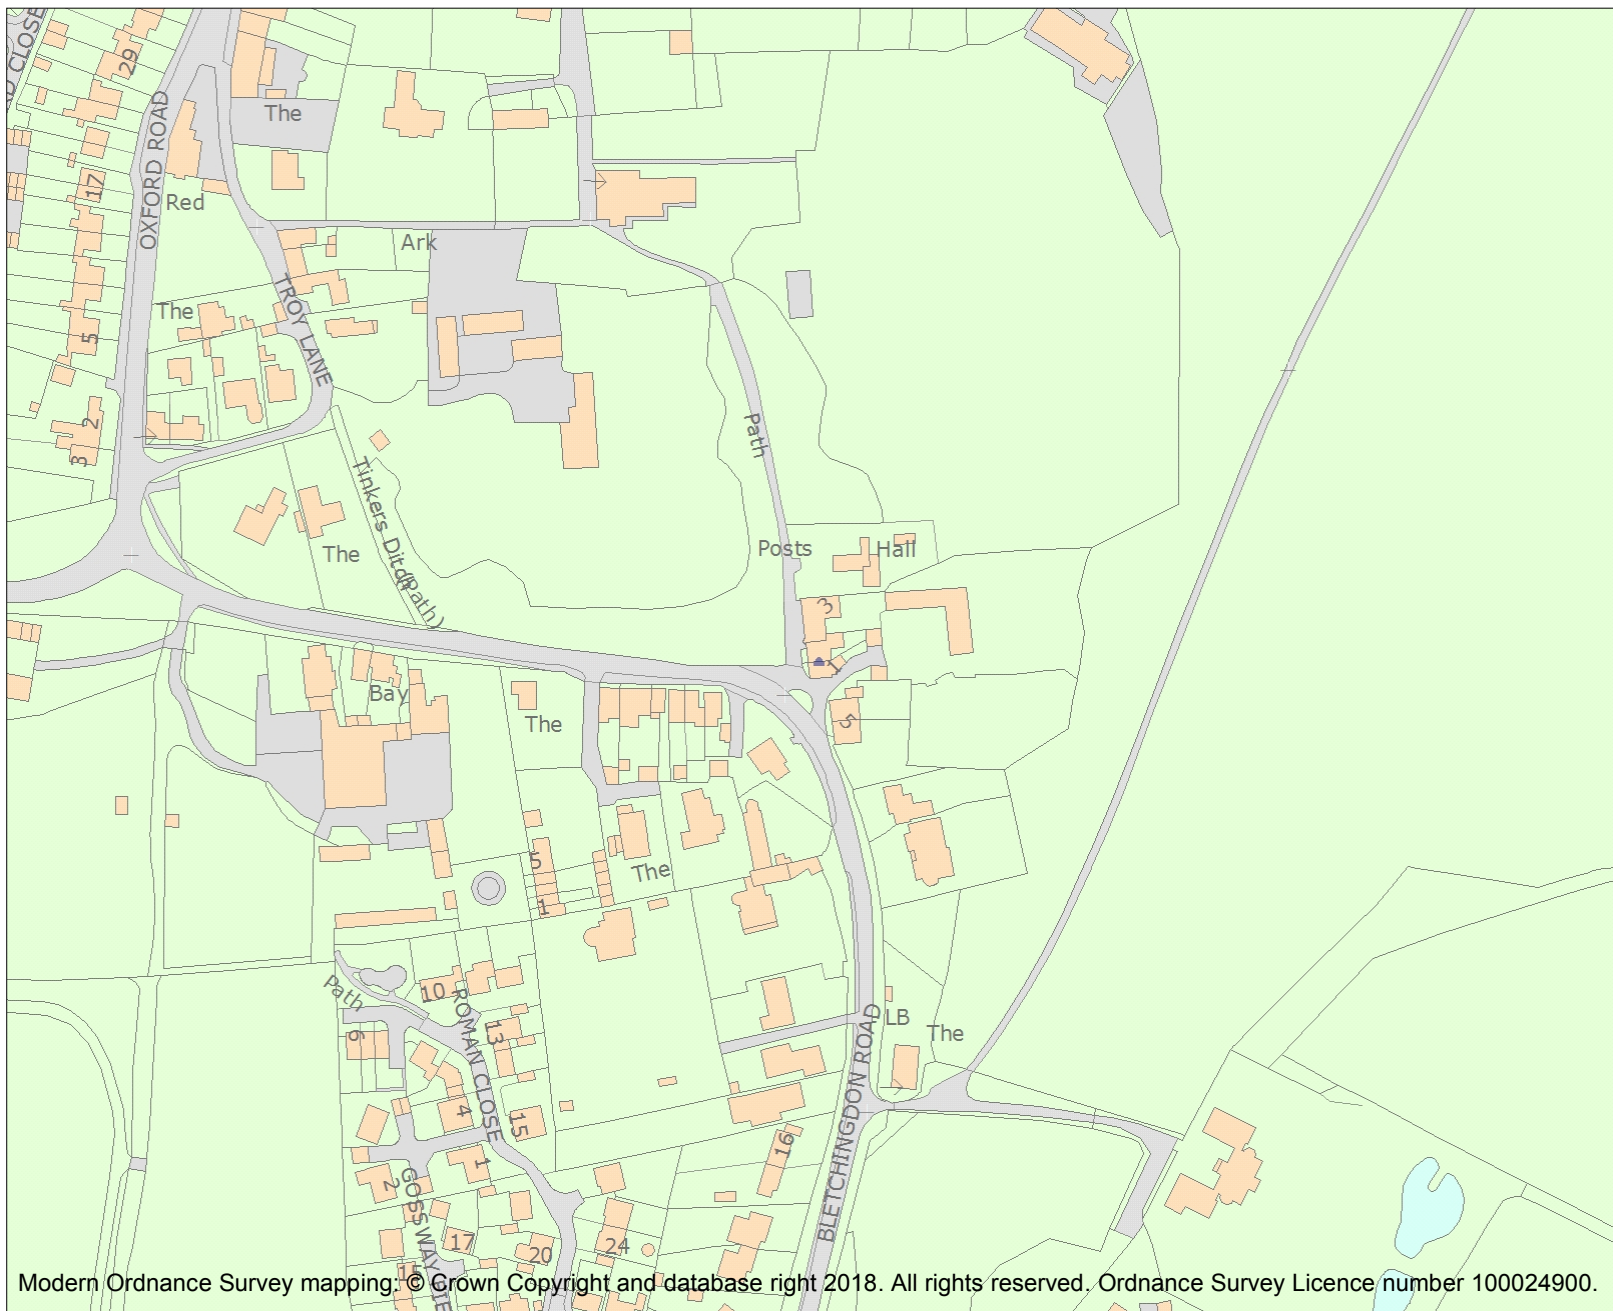 29
The
OXFORD ROAD
17
Red
Ark
TROY LANE
The
5
2
3
Path
Tinkers Ditch
(Path)
The
Posts
Hall
3
1
5
Bay
The
5
The
1
Path
10
ROMAN CLOSE
13
9
LB
The
BLETCHINGDON ROAD
4
15
16
1
2
GOSSWAY
17
20
24
15
Modern Ordnance Survey mapping: © Crown Copyright and database right 2018. All rights reserved. Ordnance Survey Licence number 100024900.